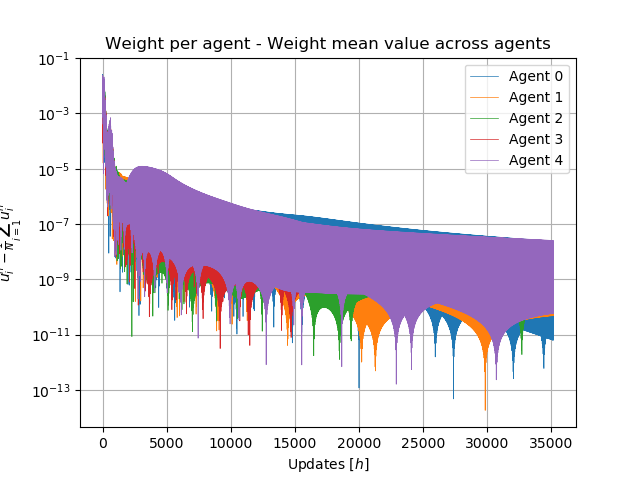 Weight per agent - Weight mean value across agents
10⁻¹
10⁻³
10⁻⁵
10⁻⁷
10⁻⁹
10⁻¹¹
10⁻¹³
Agent 0
Agent 1
Agent 2
Agent 3
Agent 4
0 5000 10000 15000 20000 25000 30000 35000
Updates [h]